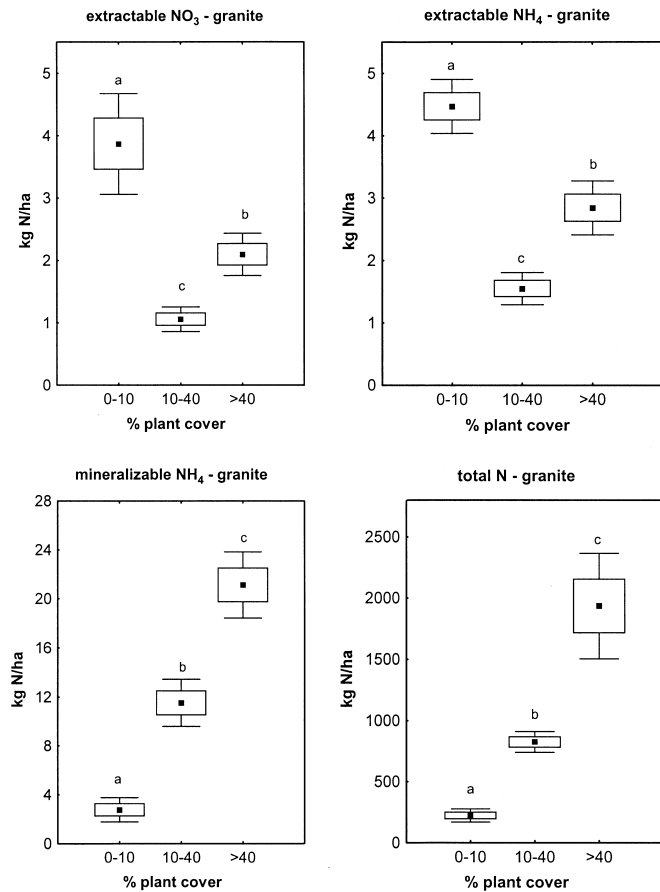 extractable NO₃ - granite
5
4
3
2
1
0
kg N/ha
a
c
b
0-10 10-40 >40
% plant cover
extractable NH₄ - granite
5
4
3
2
1
0
kg N/ha
a
c
b
0-10 10-40 >40
% plant cover
mineralizable NH₄ - granite
28
24
20
16
12
8
4
0
kg N/ha
a
b
c
0-10 10-40 >40
% plant cover
total N - granite
2500
2000
1500
1000
500
0
kg N/ha
a
b
c
0-10 10-40 >40
% plant cover